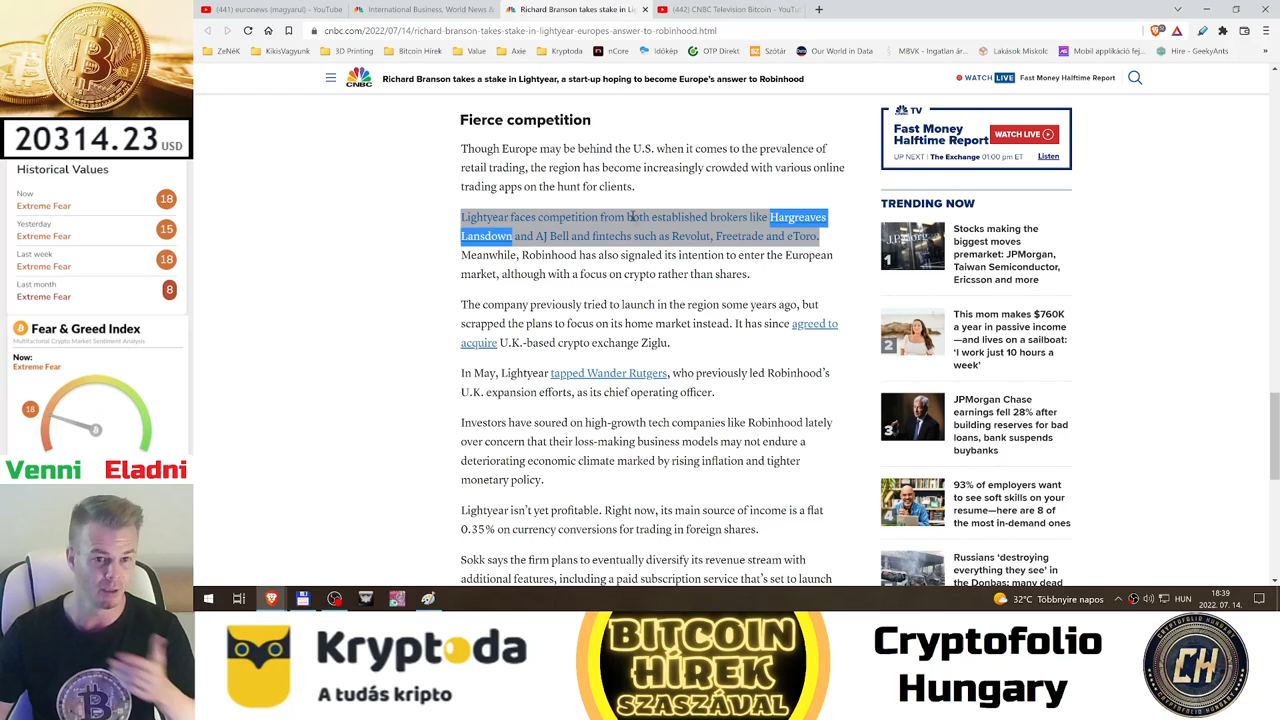 (441) euronews (magyarul) - YouTube
International Business, World News &
Richard Branson takes stake in Li
(442) CNBC Television Bitcoin - YouTu
cnbc.com/2022/07/14/richard-branson-takes-stake-in-lightyear-europes-answer-to-robinhood.html
ZeNéK
KikisVagyunk
3D Printing
Bitcoin Hírek
Value
Axie
Kryptoda
nCore
Időkép
OTP Direkt
Szótár
Our World in Data
MBVK - Ingatlan ár...
Lakások Miskolc
Mobil applikáció fej...
Hire - GeekyAnts
CNBC
Richard Branson takes a stake in Lightyear, a start-up hoping to become Europe's answer to Robinhood
WATCH LIVE Fast Money Halftime Report
20314.23 USD
Historical Values
Now
Extreme Fear
18
Yesterday
Extreme Fear
15
Last week
Extreme Fear
18
Last month
Extreme Fear
8
Fear & Greed Index
Multifactorial Crypto Market Sentiment Analysis
Now:
Extreme Fear
18
Venni Eladni
Fierce competition
Though Europe may be behind the U.S. when it comes to the prevalence of
retail trading, the region has become increasingly crowded with various online
trading apps on the hunt for clients.
Lightyear faces competition from both established brokers like Hargreaves
Lansdown and AJ Bell and fintechs such as Revolut, Freetrade and eToro.
Meanwhile, Robinhood has also signaled its intention to enter the European
market, although with a focus on crypto rather than shares.
The company previously tried to launch in the region some years ago, but
scrapped the plans to focus on its home market instead. It has since agreed to
acquire U.K.-based crypto exchange Ziglu.
In May, Lightyear tapped Wander Rutgers, who previously led Robinhood's
U.K. expansion efforts, as its chief operating officer.
Investors have soured on high-growth tech companies like Robinhood lately
over concern that their loss-making business models may not endure a
deteriorating economic climate marked by rising inflation and tighter
monetary policy.
Lightyear isn't yet profitable. Right now, its main source of income is a flat
0.35% on currency conversions for trading in foreign shares.
Sokk says the firm plans to eventually diversify its revenue stream with
additional features, including a paid subscription service that's set to launch
TV
Fast Money
Halftime Report
WATCH LIVE
UP NEXT | The Exchange 01:00 pm ET
Listen
TRENDING NOW
1
Stocks making the
biggest moves
premarket: JPMorgan,
Taiwan Semiconductor,
Ericsson and more
2
This mom makes $760K
a year in passive income
—and lives on a sailboat:
'I work just 10 hours a
week'
3
JPMorgan Chase
earnings fell 28% after
building reserves for bad
loans, bank suspends
buybacks
4
93% of employers want
to see soft skills on your
resume—here are 8 of
the most in-demand ones
Russians 'destroying
everything they see' in
the Donbas; many dead
32°C Többnyire napos
HUN
18:39
2022. 07. 14.
Kryptoda
A tudás kripto
BITCOIN
HÍREK
SZASZÁVAL
Cryptofolio
Hungary
CRYPTOFOLIO
CH
HUNGARY